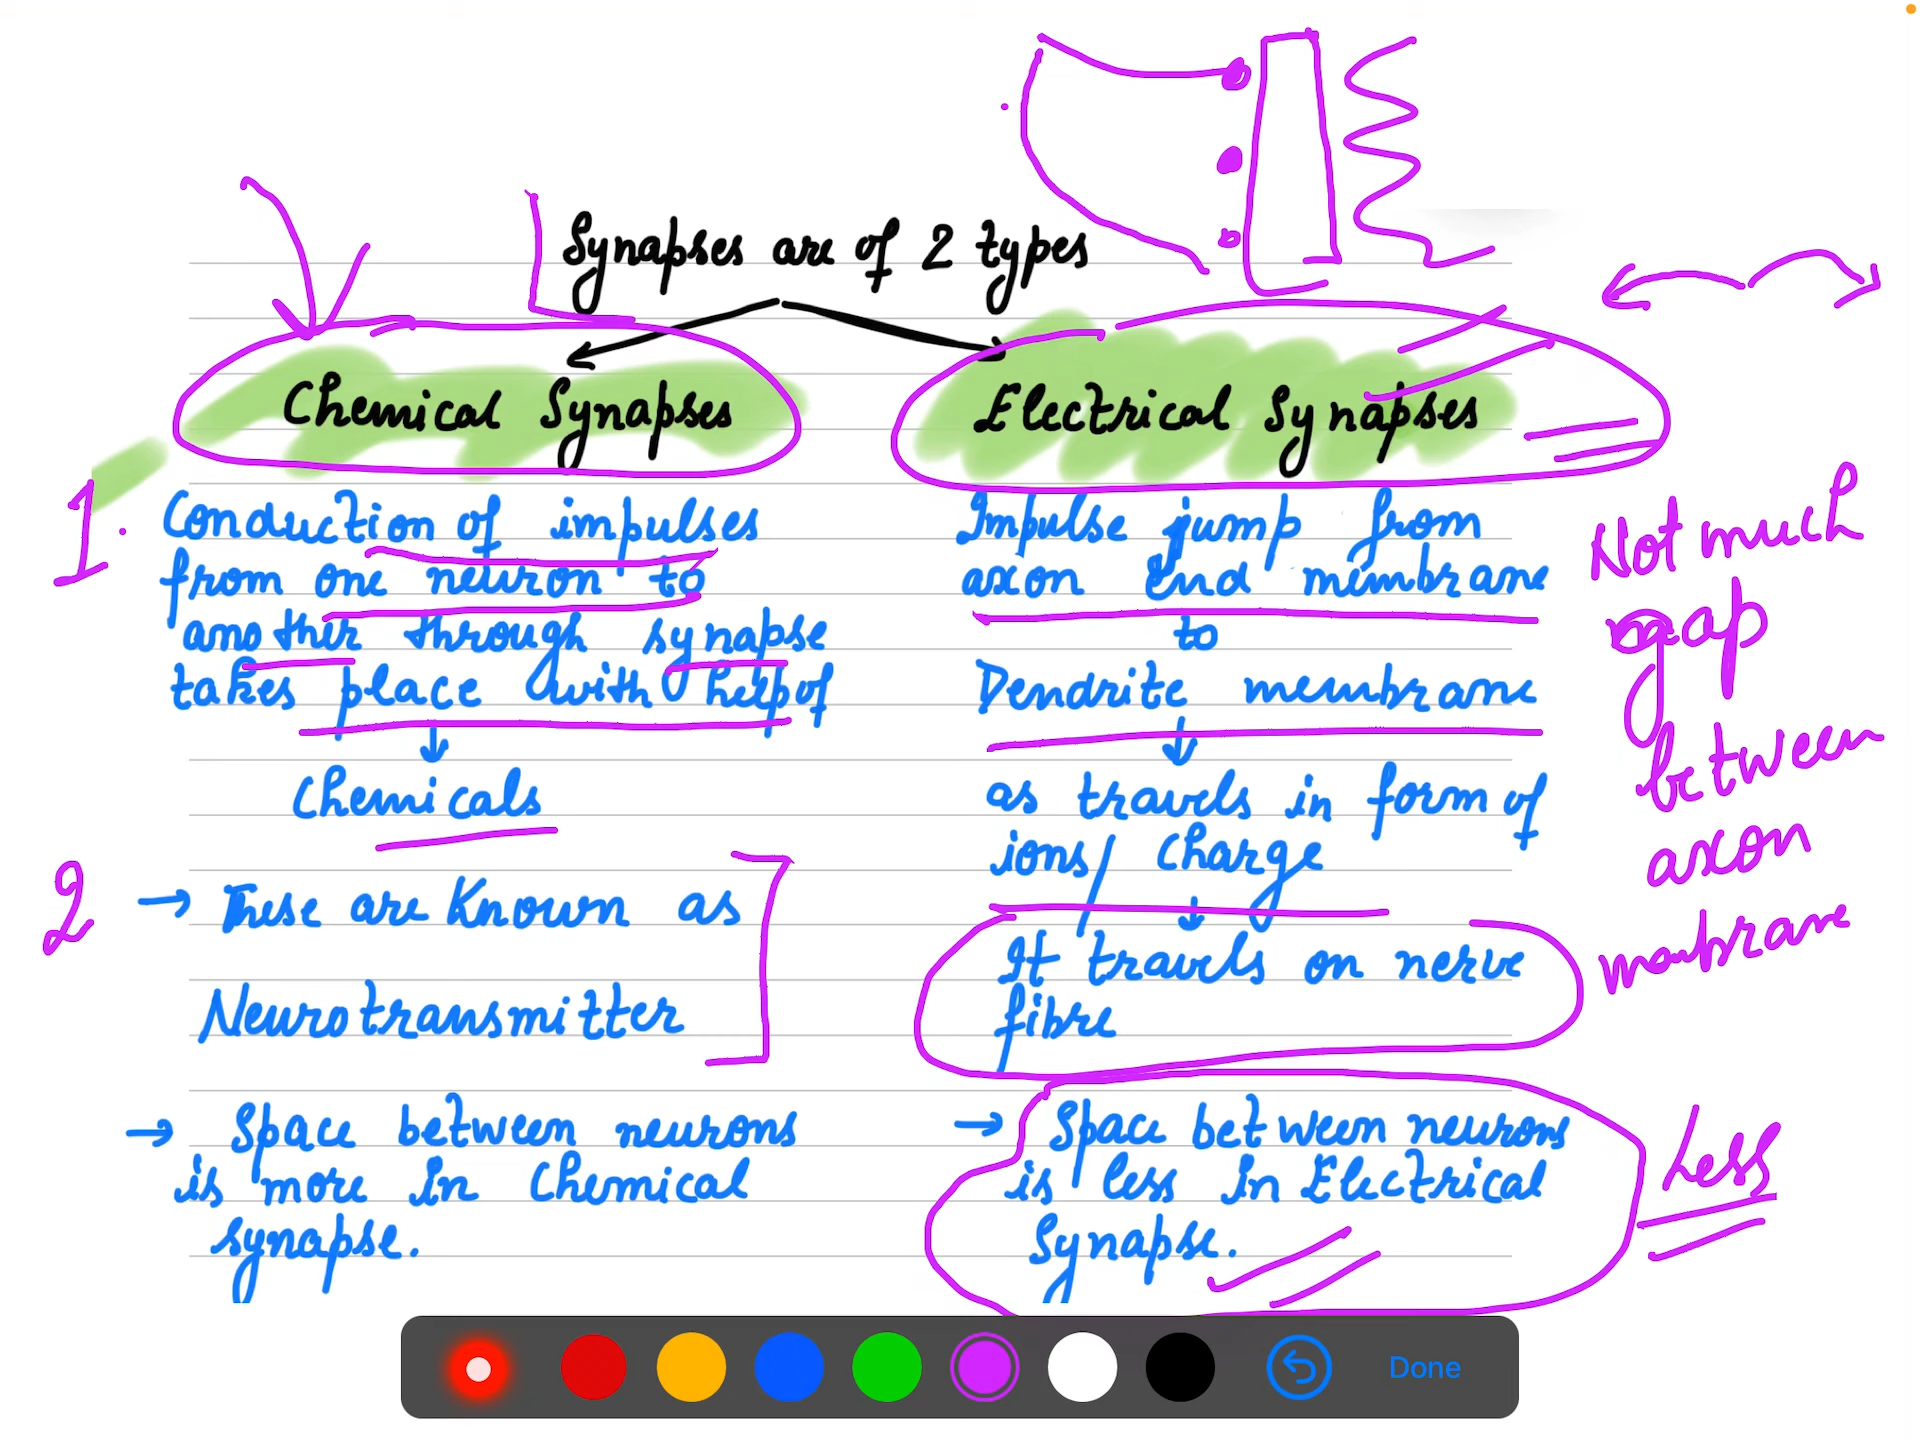 Synapses are of 2 types
Chemical Synapses
1. Conduction of impulses
from one neuron to
another through synapse
takes place with help of
Chemicals
2 → These are Known as
Neurotransmitter
→ Space between neurons
is more In Chemical
synapse.
Electrical Synapses
Impulse jump from
axon End membrane
to
Dendrite membrane
as travels in form of
ions/ Charge
It travels on nerve
fibre
→ Space between neurons
is less In Electrical
Synapse.
Not much
gap
between
axon
membrane
Less
Done